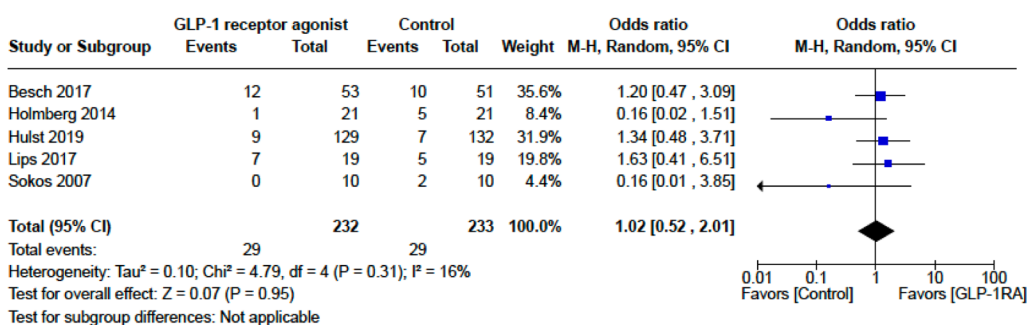 GLP-1 receptor agonist Control Odds ratio Odds ratio
Study or Subgroup Events Total Events Total Weight M-H, Random, 95% CI M-H, Random, 95% CI
Besch 2017 12 53 10 51 35.6% 1.20 [0.47 , 3.09]
Holmberg 2014 1 21 5 21 8.4% 0.16 [0.02 , 1.51]
Hulst 2019 9 129 7 132 31.9% 1.34 [0.48 , 3.71]
Lips 2017 7 19 5 19 19.8% 1.63 [0.41 , 6.51]
Sokos 2007 0 10 2 10 4.4% 0.16 [0.01 , 3.85]
Total (95% CI) 232 233 100.0% 1.02 [0.52 , 2.01]
Total events: 29 29
Heterogeneity: Tau² = 0.10; Chi² = 4.79, df = 4 (P = 0.31); I² = 16%
Test for overall effect: Z = 0.07 (P = 0.95)
Test for subgroup differences: Not applicable
0.01 0.1 1 10 100
Favors [Control] Favors [GLP-1RA]